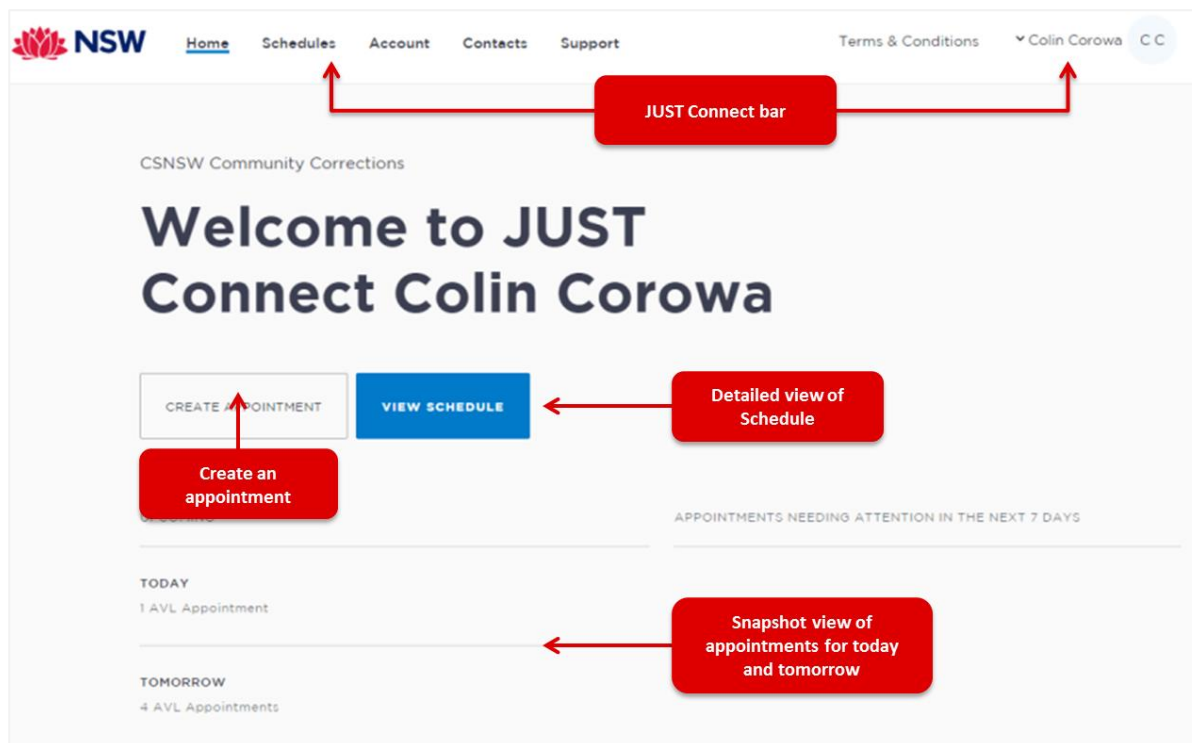 NSW Home Schedules Account Contacts Support Terms & Conditions Colin Corowa C C
JUST Connect bar
CSNSW Community Corrections
Welcome to JUST
Connect Colin Corowa
CREATE APPOINTMENT VIEW SCHEDULE
Detailed view of
Schedule
Create an
appointment
UPCOMING APPOINTMENTS NEEDING ATTENTION IN THE NEXT 7 DAYS
TODAY
1 AVL Appointment
Snapshot view of
appointments for today
and tomorrow
TOMORROW
4 AVL Appointments